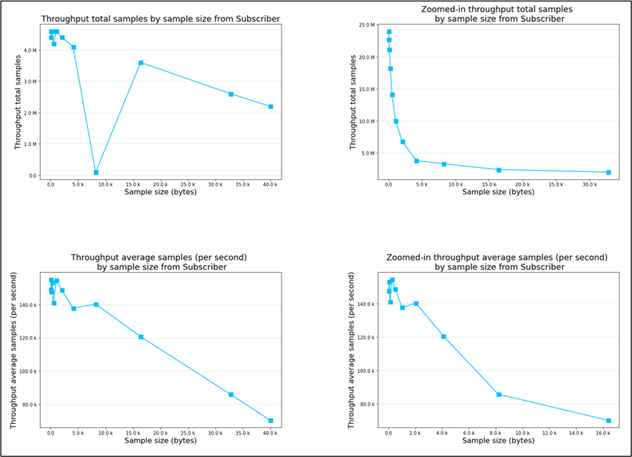 Throughput total samples by sample size from Subscriber
Throughput total samples
4.0 M
3.0 M
2.0 M
1.0 M
0.0
0.0 5.0 k 10.0 k 15.0 k 20.0 k 25.0 k 30.0 k 35.0 k 40.0 k
Sample size (bytes)
Zoomed-in throughput total samples
by sample size from Subscriber
Throughput total samples
25.0 M
20.0 M
15.0 M
10.0 M
5.0 M
0.0 5.0 k 10.0 k 15.0 k 20.0 k 25.0 k 30.0 k
Sample size (bytes)
Throughput average samples (per second)
by sample size from Subscriber
Throughput average samples (per second)
140.0 k
120.0 k
100.0 k
80.0 k
0.0 5.0 k 10.0 k 15.0 k 20.0 k 25.0 k 30.0 k 35.0 k 40.0 k
Sample size (bytes)
Zoomed-in throughput average samples (per second)
by sample size from Subscriber
Throughput average samples (per second)
140.0 k
120.0 k
100.0 k
80.0 k
0.0 2.0 k 4.0 k 6.0 k 8.0 k 10.0 k 12.0 k 14.0 k 16.0 k
Sample size (bytes)